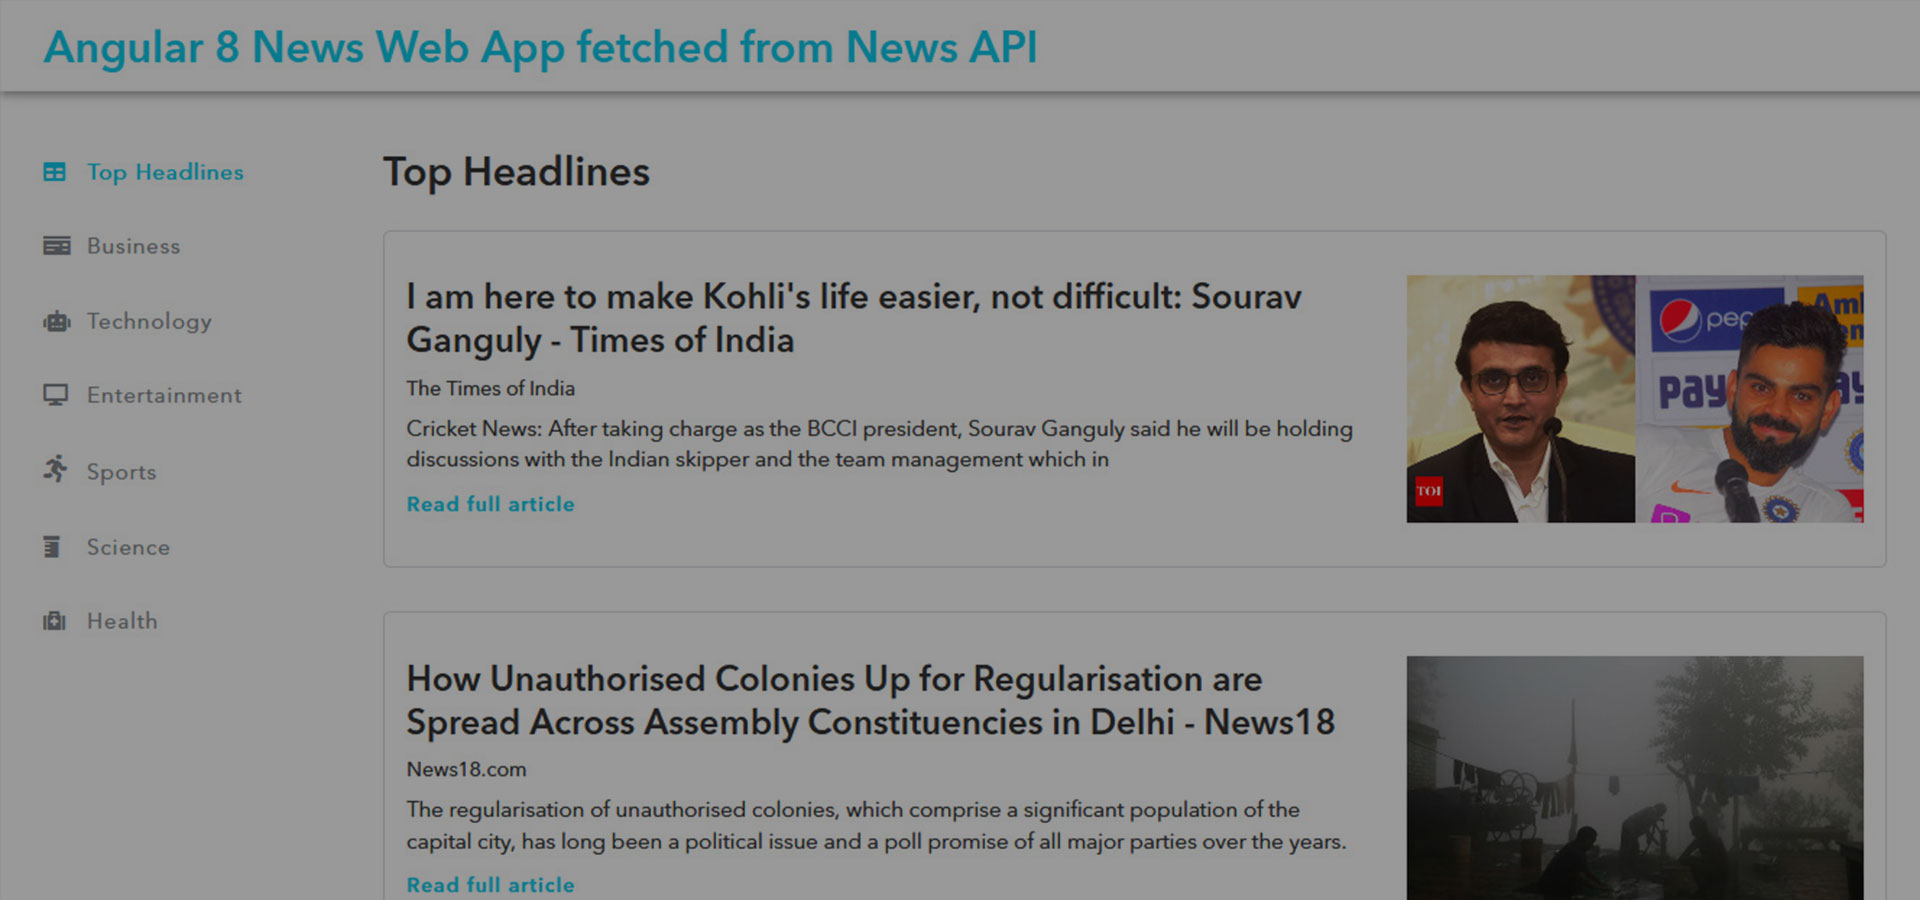 Angular 8 News Web App fetched from News API
Top Headlines
Business
Technology
Entertainment
Sports
Science
Health
Top Headlines
I am here to make Kohli's life easier, not difficult: Sourav
Ganguly - Times of India
The Times of India
Cricket News: After taking charge as the BCCI president, Sourav Ganguly said he will be holding
discussions with the Indian skipper and the team management which in
Read full article
TOI
pep
Payt
How Unauthorised Colonies Up for Regularisation are
Spread Across Assembly Constituencies in Delhi - News18
News18.com
The regularisation of unauthorised colonies, which comprise a significant population of the
capital city, has long been a political issue and a poll promise of all major parties over the years.
Read full article